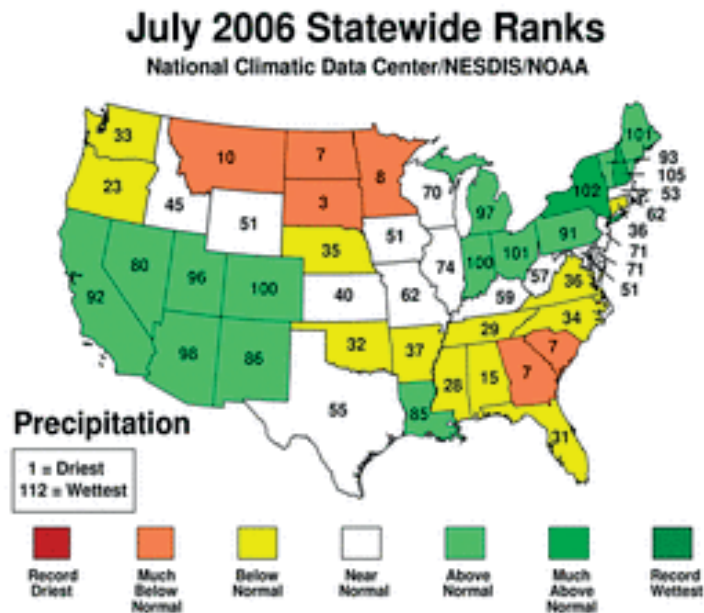 July 2006 Statewide Ranks
National Climatic Data Center/NESDIS/NOAA
33
10
7
8
101
93
105
53
62
36
71
71
51
23
45
3
70
97
102
51
35
51
91
80
96
100
40
62
74
100
101
57
59
36
92
98
86
32
37
29
34
7
55
28
15
7
85
31
Precipitation
1 = Driest
112 = Wettest
Record
Driest
Much
Below
Normal
Below
Normal
Near
Normal
Above
Normal
Much
Above
Normal
Record
Wettest